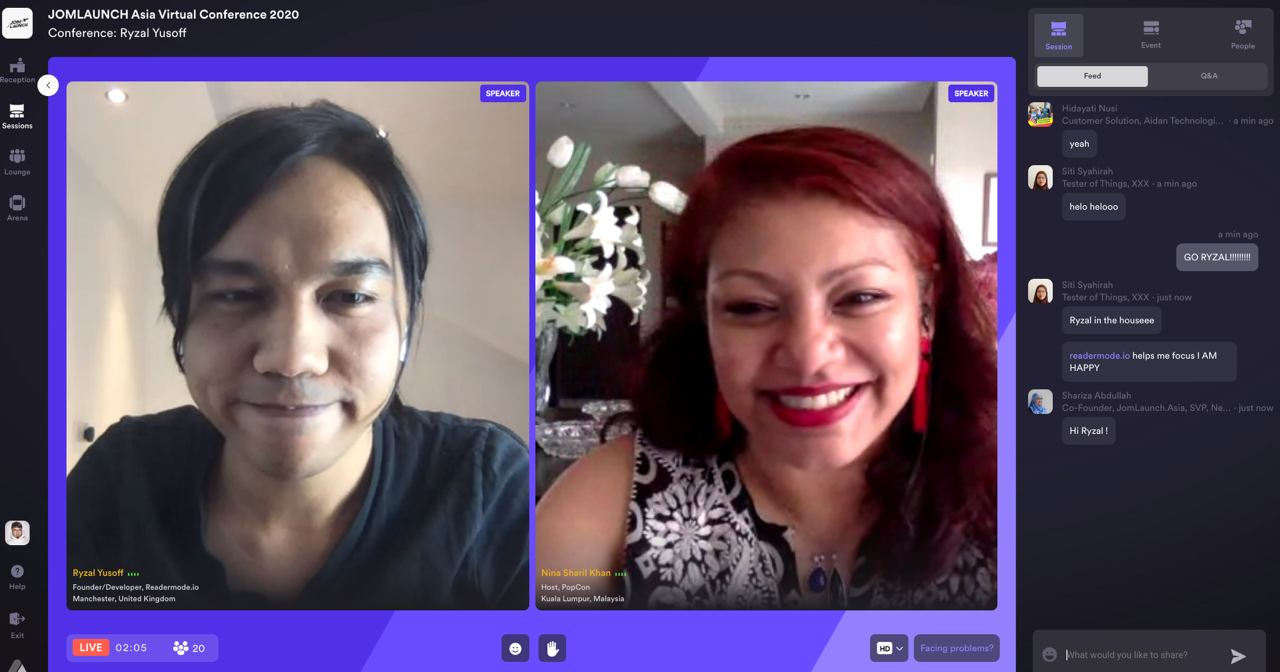 JOM
LAUNCH
JOMLAUNCH Asia Virtual Conference 2020
Conference: Ryzal Yusoff
Reception
Sessions
Lounge
Arena
Help
Exit
SPEAKER
Ryzal Yusoff
Founder/Developer, Readermode.io
Manchester, United Kingdom
SPEAKER
Nina Sharil Khan
Host, PopCon
Kuala Lumpur, Malaysia
LIVE 02:05 20
HD
Facing problems?
Session Event People
Feed Q&A
Hidayati Nusi
Customer Solution, Aidan Technologi... · a min ago
yeah
Siti Syahirah
Tester of Things, XXX · a min ago
helo helooo
a min ago
GO RYZAL!!!!!!!!!
Siti Syahirah
Tester of Things, XXX · just now
Ryzal in the houseee
readermode.io helps me focus I AM
HAPPY
Shariza Abdullah
Co-Founder, JomLaunch.Asia, SVP, Ne... · just now
Hi Ryzal !
What would you like to share?